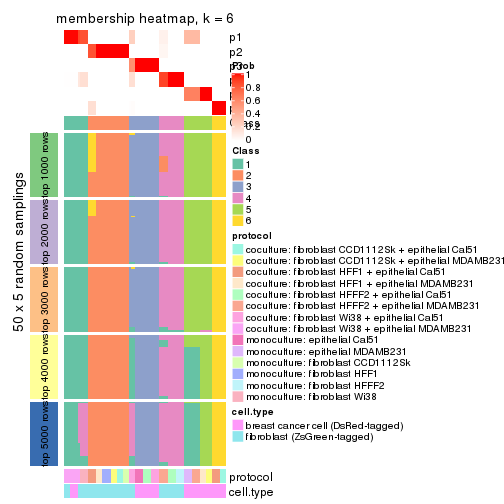 membership heatmap, k = 6
p1
p2
Prob
1
0.8
0.6
0.4
0.2
0
Class
1
2
3
4
5
6
50 x 5 random samplings
top 1000 rows
top 2000 rows
top 3000 rows
top 4000 rows
top 5000 rows
protocol
coculture: fibroblast CCD1112Sk + epithelial Cal51
coculture: fibroblast CCD1112Sk + epithelial MDAMB231
coculture: fibroblast HFF1 + epithelial Cal51
coculture: fibroblast HFF1 + epithelial MDAMB231
coculture: fibroblast HFFF2 + epithelial Cal51
coculture: fibroblast HFFF2 + epithelial MDAMB231
coculture: fibroblast Wi38 + epithelial Cal51
coculture: fibroblast Wi38 + epithelial MDAMB231
monoculture: epithelial Cal51
monoculture: epithelial MDAMB231
monoculture: fibroblast CCD1112Sk
monoculture: fibroblast HFF1
monoculture: fibroblast HFFF2
monoculture: fibroblast Wi38
cell.type
breast cancer cell (DsRed-tagged)
fibroblast (ZsGreen-tagged)
protocol
cell.type